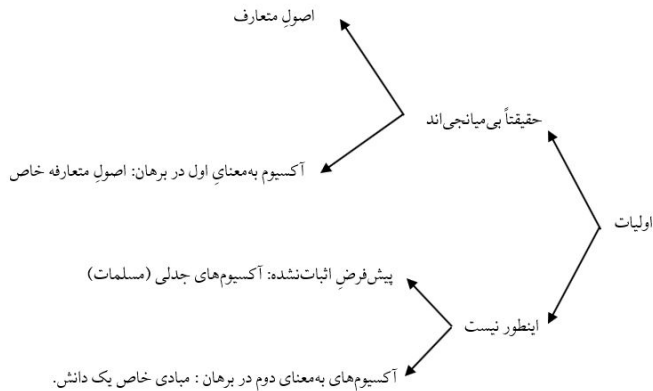 اصولِ متعارف
حقیقتاً بی‌میانجی‌اند
آکسیوم به‌معنایِ اول در برهان: اصولِ متعارفه خاص
اولیات
پیش‌فرضِ اثبات‌نشده: آکسیوم‌های جدلی (مسلمات)
اینطور نیست
آکسیوم‌های به‌معنای دوم در برهان : مبادی خاص یک دانش.